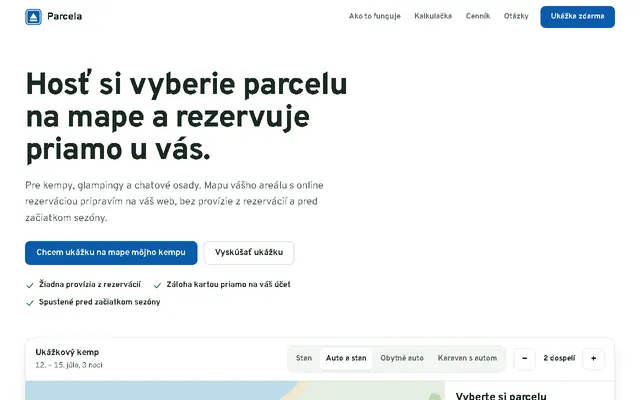 Parcela
Ako to funguje
Kalkulačka
Cenník
Otázky
Ukážka zdarma
Hosť si vyberie parcelu
na mape a rezervuje
priamo u vás.
Pre kempy, glampingy a chatové osady. Mapu vášho areálu s online
rezerváciou pripravím na váš web, bez provízie z rezervácií a pred
začiatkom sezóny.
Chcem ukážku na mape môjho kempu
Vyskúšať ukážku
Žiadna provízia z rezervácií
Záloha kartou priamo na váš účet
Spustené pred začiatkom sezóny
Ukážkový kemp
12. – 15. júla, 3 noci
Stan
Auto a stan
Obytné auto
Karavan s autom
−
2 dospelí
+
Vyberte si parcelu